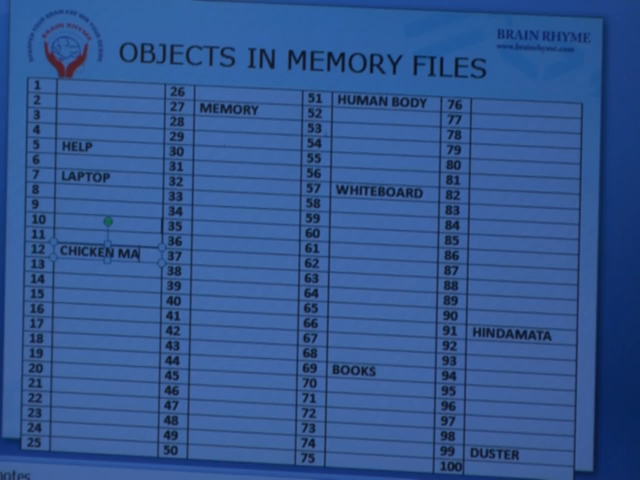 BRAIN RHYME
BRAIN RHYME
www.brainrhyme.com
OBJECTS IN MEMORY FILES
1 26 51 HUMAN BODY 76
2 27 MEMORY 52 77
3 28 53 78
4 29 54 79
5 HELP 30 55 80
6 31 56 81
7 LAPTOP 32 57 WHITEBOARD 82
8 33 58 83
9 34 59 84
10 35 60 85
11 36 61 86
12 CHICKEN MA 37 62 87
13 38 63 88
14 39 64 89
15 40 65 90
16 41 66 91 HINDAMATA
17 42 67 92
18 43 68 93
19 44 69 BOOKS 94
20 45 70 95
21 46 71 96
22 47 72 97
23 48 73 98
24 49 74 99 DUSTER
25 50 75 100
notes